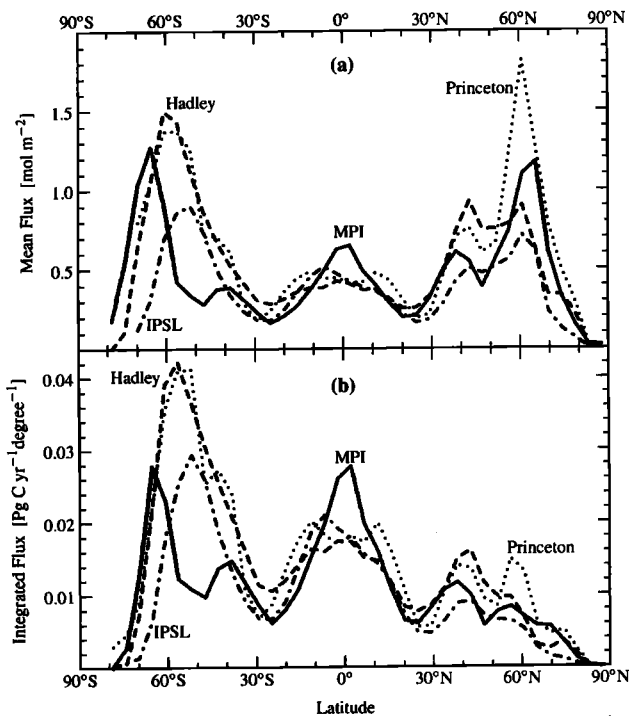 90°S 60°S 30°S 0° 30°N 60°N 90°N
(a)
Hadley
Princeton
1.5
1.0
0.5
Mean Flux [mol m⁻²]
MPI
IPSL
(b)
Hadley
0.04
0.03
0.02
0.01
Integrated Flux [Pg C yr⁻¹degree⁻¹]
MPI
Princeton
IPSL
90°S 60°S 30°S 0° 30°N 60°N 90°N
Latitude